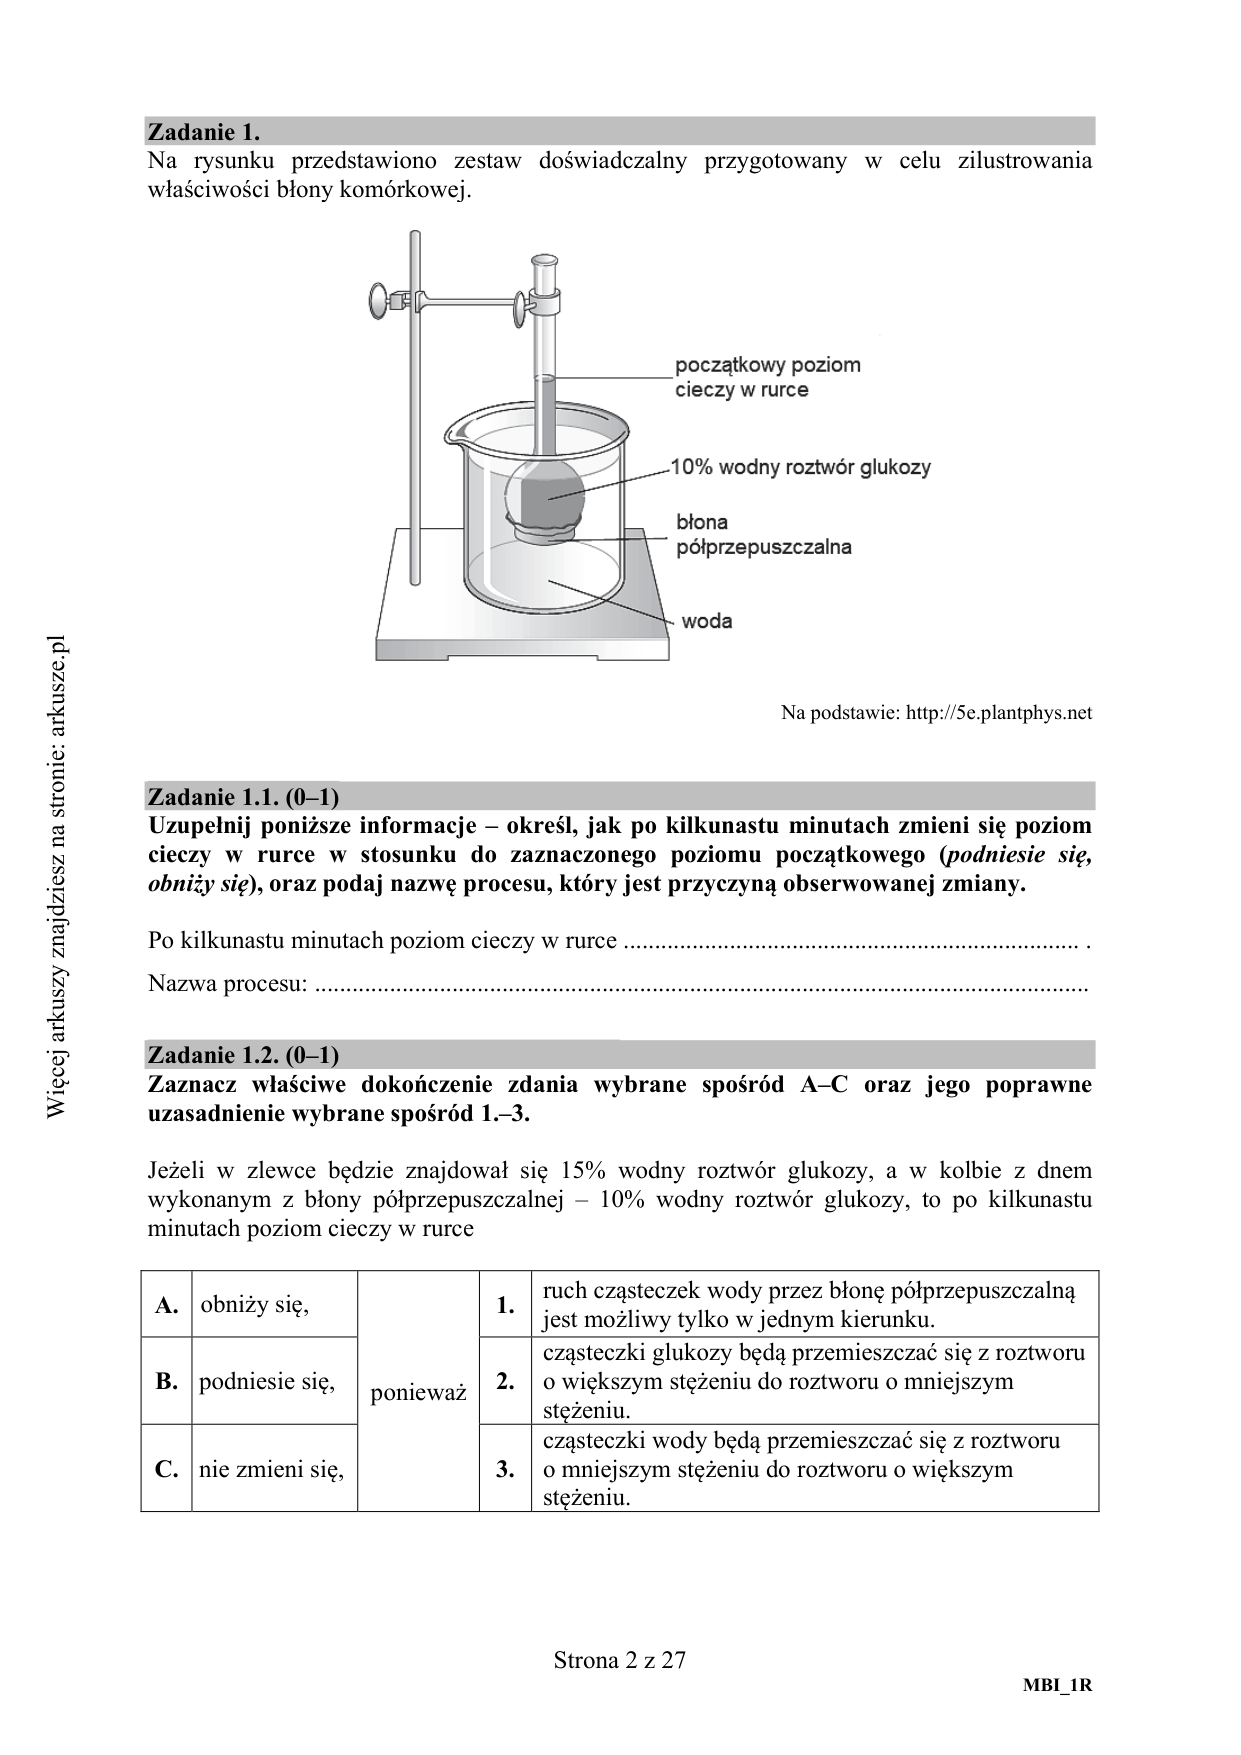 Zadanie 1.
Na rysunku przedstawiono zestaw doświadczalny przygotowany w celu zilustrowania
właściwości błony komórkowej.
początkowy poziom
cieczy w rurce
10% wodny roztwór glukozy
błona
półprzepuszczalna
woda
Na podstawie: http://5e.plantphys.net
Zadanie 1.1. (0–1)
Uzupełnij poniższe informacje – określ, jak po kilkunastu minutach zmieni się poziom
cieczy w rurce w stosunku do zaznaczonego poziomu początkowego (podniesie się,
obniży się), oraz podaj nazwę procesu, który jest przyczyną obserwowanej zmiany.
Po kilkunastu minutach poziom cieczy w rurce ......................................................................... .
Nazwa procesu: ............................................................................................................................
Zadanie 1.2. (0–1)
Zaznacz właściwe dokończenie zdania wybrane spośród A–C oraz jego poprawne
uzasadnienie wybrane spośród 1.–3.
Jeżeli w zlewce będzie znajdował się 15% wodny roztwór glukozy, a w kolbie z dnem
wykonanym z błony półprzepuszczalnej – 10% wodny roztwór glukozy, to po kilkunastu
minutach poziom cieczy w rurce
A. obniży się,
B. podniesie się,
C. nie zmieni się,
ponieważ
1. ruch cząsteczek wody przez błonę półprzepuszczalną
jest możliwy tylko w jednym kierunku.
2. cząsteczki glukozy będą przemieszczać się z roztworu
o większym stężeniu do roztworu o mniejszym
stężeniu.
3. cząsteczki wody będą przemieszczać się z roztworu
o mniejszym stężeniu do roztworu o większym
stężeniu.
Strona 2 z 27
MBI_1R
Więcej arkuszy znajdziesz na stronie: arkusze.pl